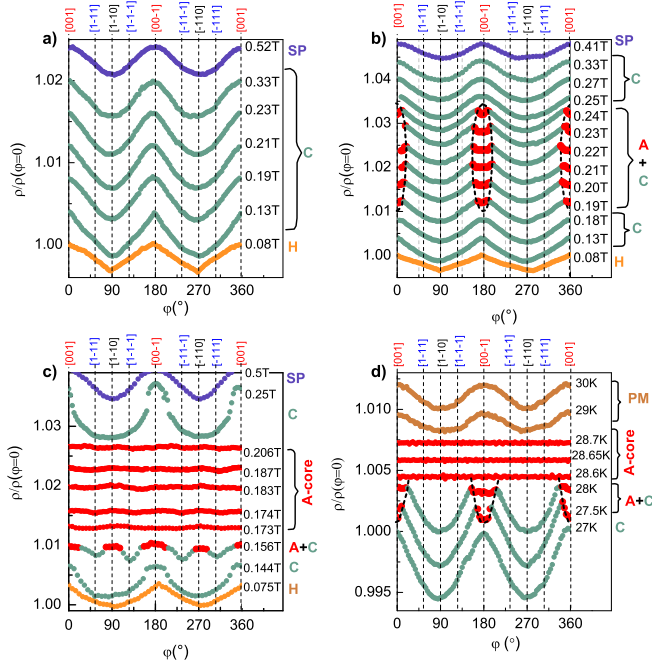 [001]
[1-11]
[1-10]
[1-1-1]
[00-1]
[-11-1]
[-110]
[-111]
[001]
a)
0.52T
SP
0.33T
0.23T
0.21T
C
0.19T
0.13T
0.08T
H
1.02
1.01
1.00
ρ/ρ(φ=0)
0
90
180
270
360
φ(°)
[001]
[1-11]
[1-10]
[1-1-1]
[00-1]
[-11-1]
[-110]
[-111]
[001]
b)
0.41T
SP
0.33T
0.27T
C
0.25T
0.24T
0.23T
0.22T
A
+
C
0.21T
0.20T
0.19T
0.18T
C
0.13T
0.08T
H
1.04
1.03
1.02
1.01
1.00
ρ/ρ(φ=0)
0
90
180
270
360
φ(°)
[001]
[1-11]
[1-10]
[1-1-1]
[00-1]
[-11-1]
[-110]
[-111]
[001]
c)
0.5T
SP
0.25T
C
0.206T
0.187T
0.183T
A-core
0.174T
0.173T
0.156T
A+C
0.144T
C
0.075T
H
1.03
1.02
1.01
1.00
ρ/ρ(φ=0)
0
90
180
270
360
φ(°)
[001]
[1-11]
[1-10]
[1-1-1]
[00-1]
[-11-1]
[-110]
[-111]
[001]
d)
30K
PM
29K
28.7K
28.65K
A-core
28.6K
28K
A+C
27.5K
27K
C
1.010
1.005
1.000
0.995
ρ/ρ(φ=0)
0
90
180
270
360
φ (°)